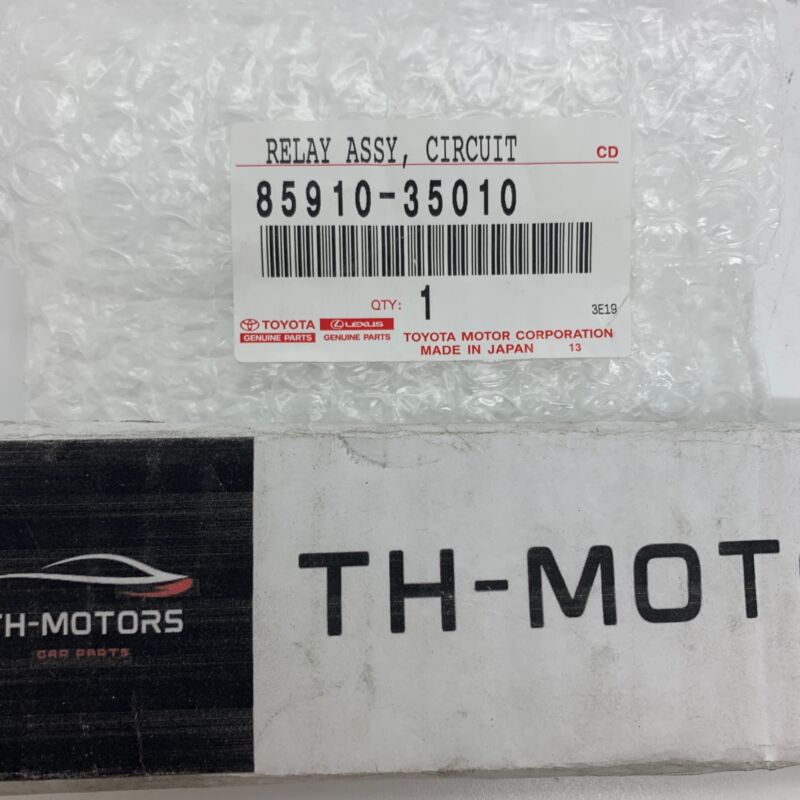 RELAY ASSY, CIRCUIT CD
85910-35010
QTY: 1
3E19
TOYOTA LEXUS
GENUINE PARTS GENUINE PARTS
TOYOTA MOTOR CORPORATION
MADE IN JAPAN 13
TH-MOTORS
CAR PARTS
TH-MOTO